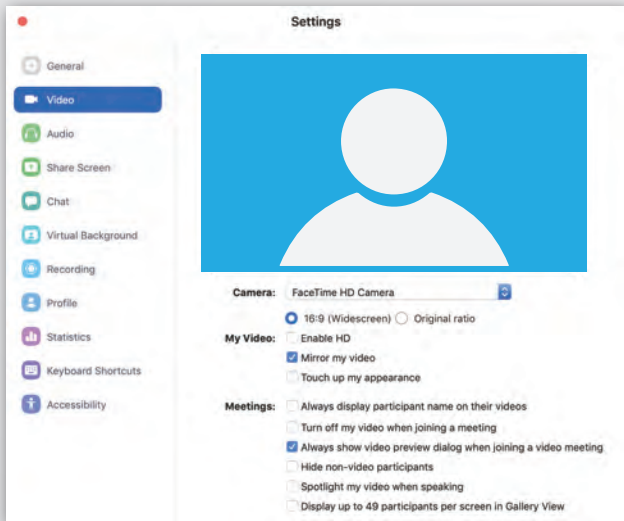 Settings
General
Video
Audio
Share Screen
Chat
Virtual Background
Recording
Profile
Statistics
Keyboard Shortcuts
Accessibility
Camera: FaceTime HD Camera
16:9 (Widescreen) Original ratio
My Video: Enable HD
Mirror my video
Touch up my appearance
Meetings: Always display participant name on their videos
Turn off my video when joining a meeting
Always show video preview dialog when joining a video meeting
Hide non-video participants
Spotlight my video when speaking
Display up to 49 participants per screen in Gallery View